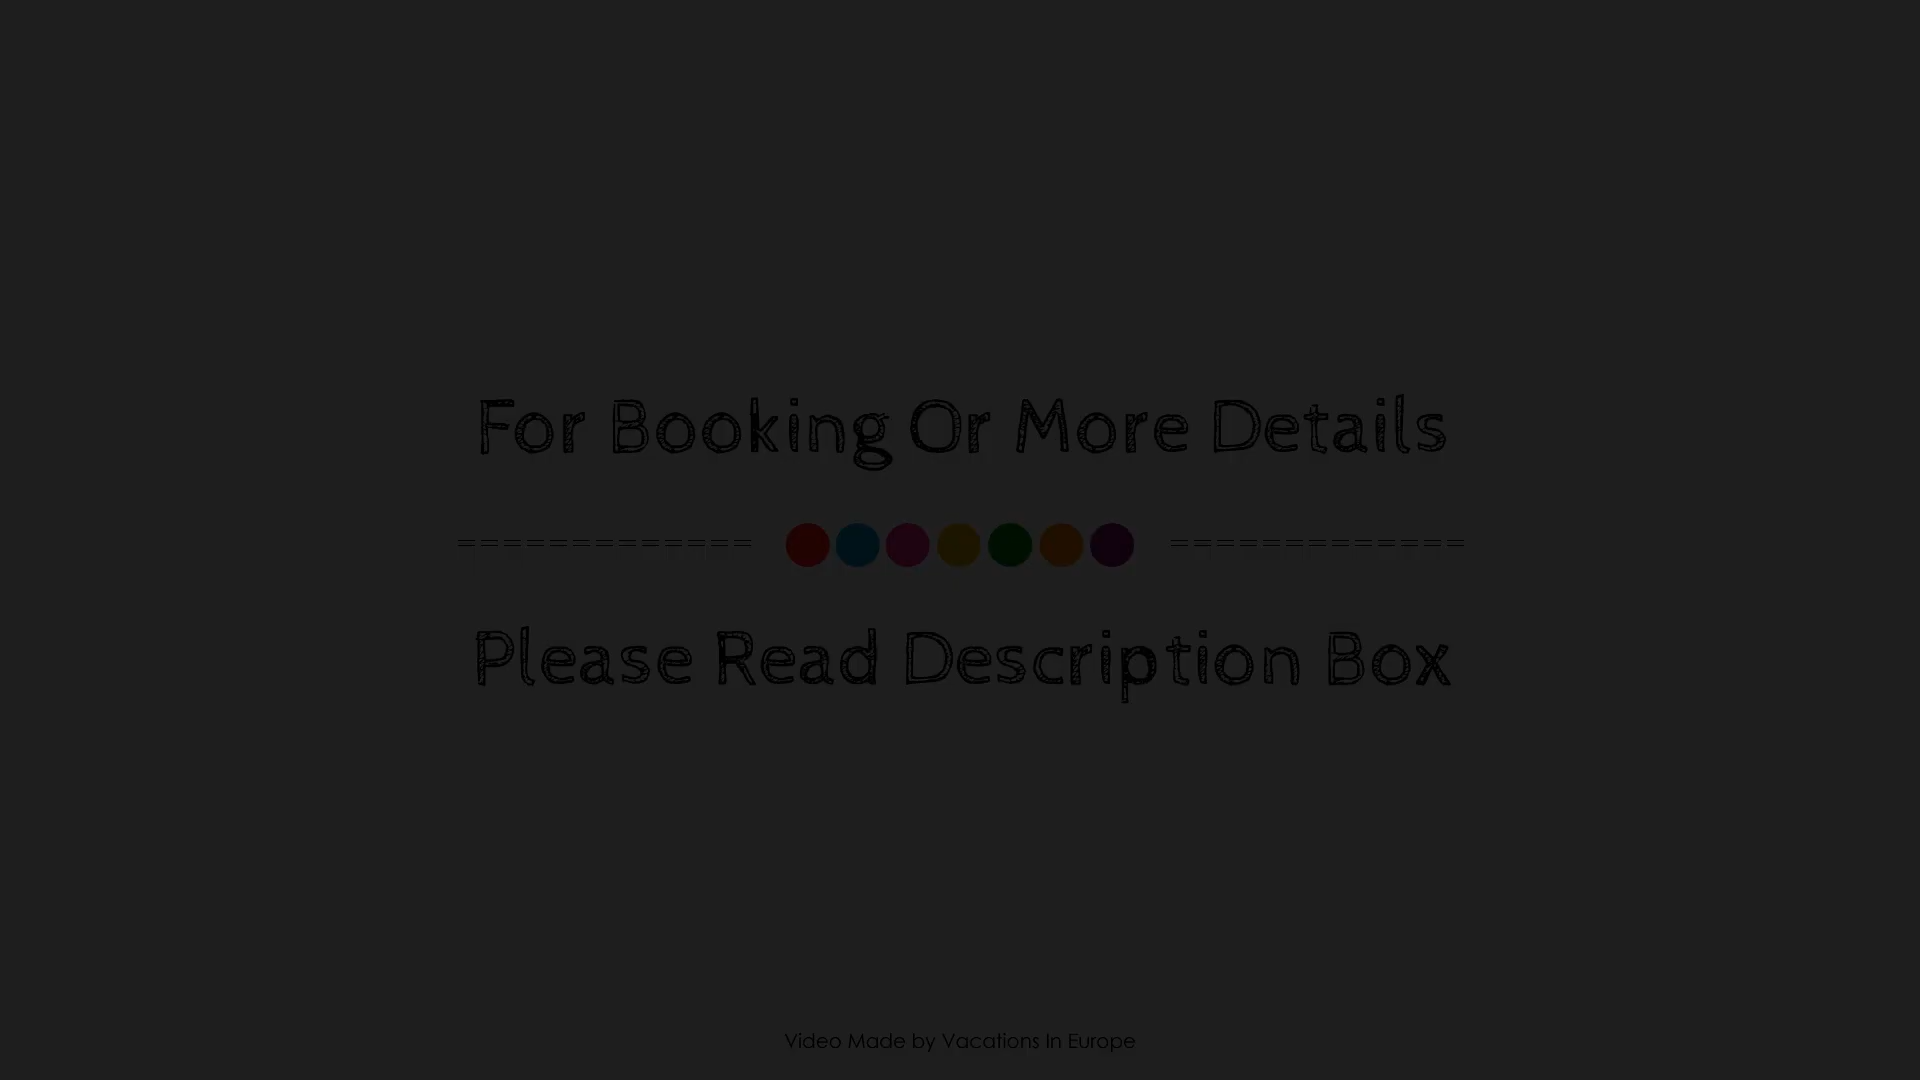 For Booking Or More Details
============= =============
Please Read Description Box
Video Made by Vacations In Europe